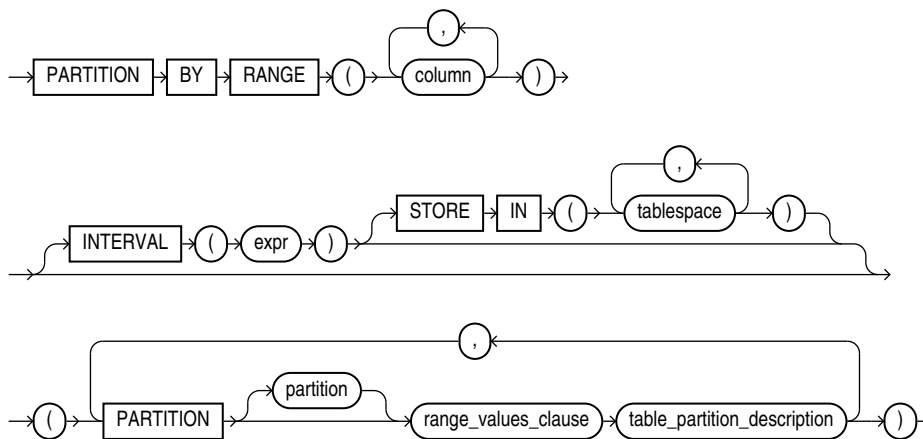 ,
PARTITION BY RANGE ( column )
,
STORE IN ( tablespace )
INTERVAL ( expr )
,
partition
( PARTITION range_values_clause table_partition_description )